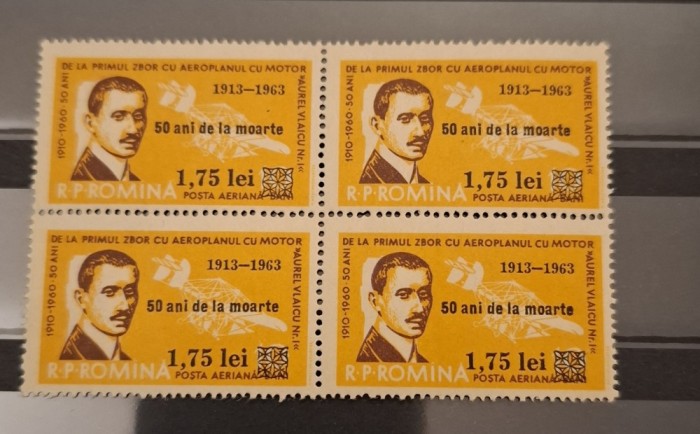 DE LA PRIMUL ZBOR CU AEROPLANUL CU MOTOR
1910-1960·50 ANI
"AUREL VLAICU Nr.I"
1913—1963
50 ani de la moarte
1,75 lei
R·P·ROMINA
POSTA AERIANA BANI
DE LA PRIMUL ZBOR CU AEROPLANUL CU MOTOR
1910-1960·50 ANI
"AUREL VLAICU Nr.I"
1913—1963
50 ani de la moarte
1,75 lei
R·P·ROMINA
POSTA AERIANA BANI
DE LA PRIMUL ZBOR CU AEROPLANUL CU MOTOR
1910-1960·50 ANI
"AUREL VLAICU Nr.I"
1913—1963
50 ani de la moarte
1,75 lei
R·P·ROMINA
POSTA AERIANA BANI
DE LA PRIMUL ZBOR CU AEROPLANUL CU MOTOR
1910-1960·50 ANI
"AUREL VLAICU Nr.I"
1913—1963
50 ani de la moarte
1,75 lei
R·P·ROMINA
POSTA AERIANA BANI